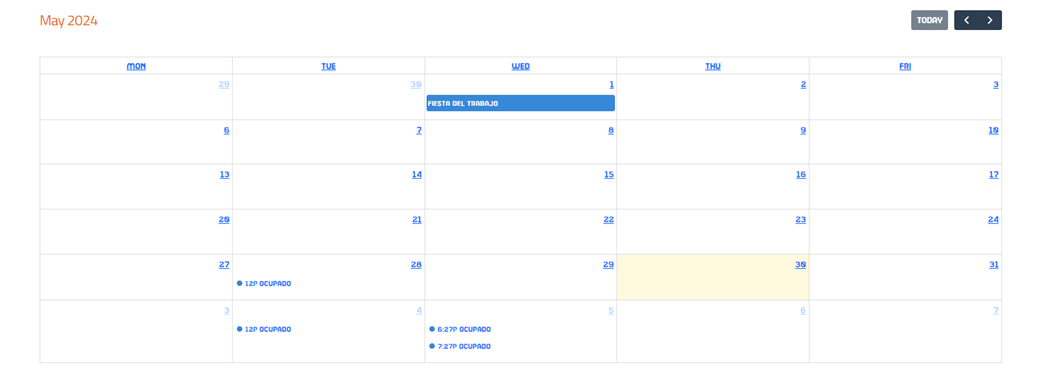 May 2024
TODAY
MON TUE WED THU FRI
29 30 1 2 3
FIESTA DEL TRABAJO
6 7 8 9 10
13 14 15 16 17
20 21 22 23 24
27 28 29 30 31
12P OCUPADO
3 4 5 6 7
12P OCUPADO 6:27P OCUPADO
7:27P OCUPADO